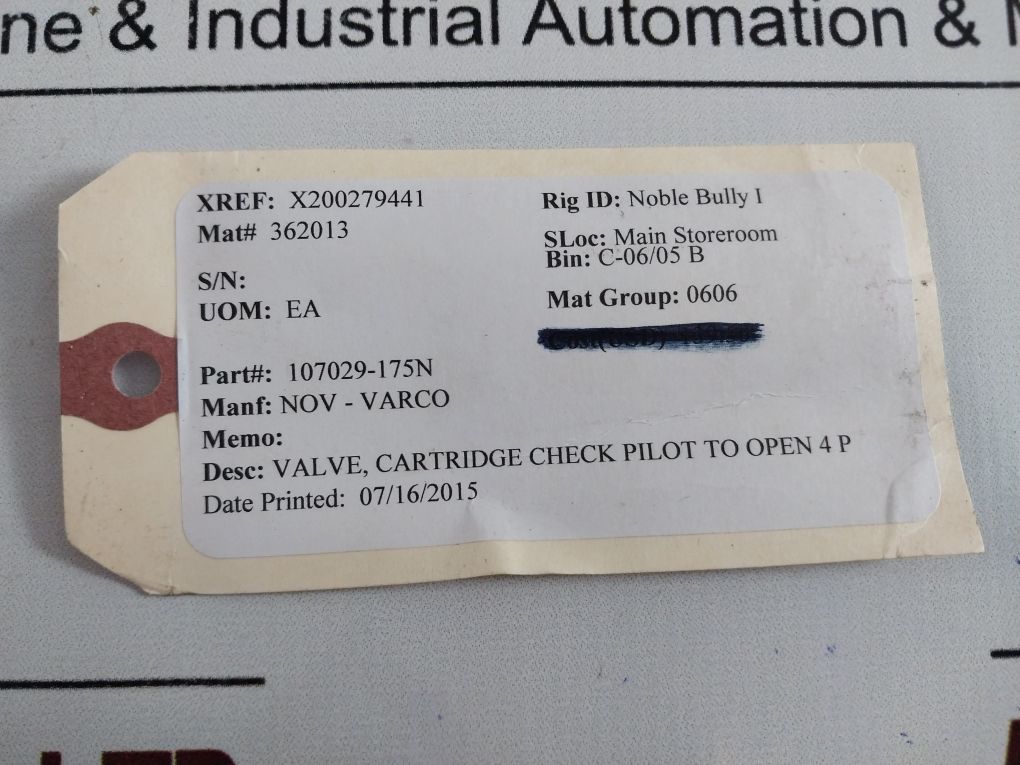 ne & Industrial Automation &
XREF: X200279441
Mat# 362013
S/N:
UOM: EA
Part#: 107029-175N
Manf: NOV - VARCO
Memo:
Desc: VALVE, CARTRIDGE CHECK PILOT TO OPEN 4 P
Date Printed: 07/16/2015
Rig ID: Noble Bully I
SLoc: Main Storeroom
Bin: C-06/05 B
Mat Group: 0606
Cost(USD)